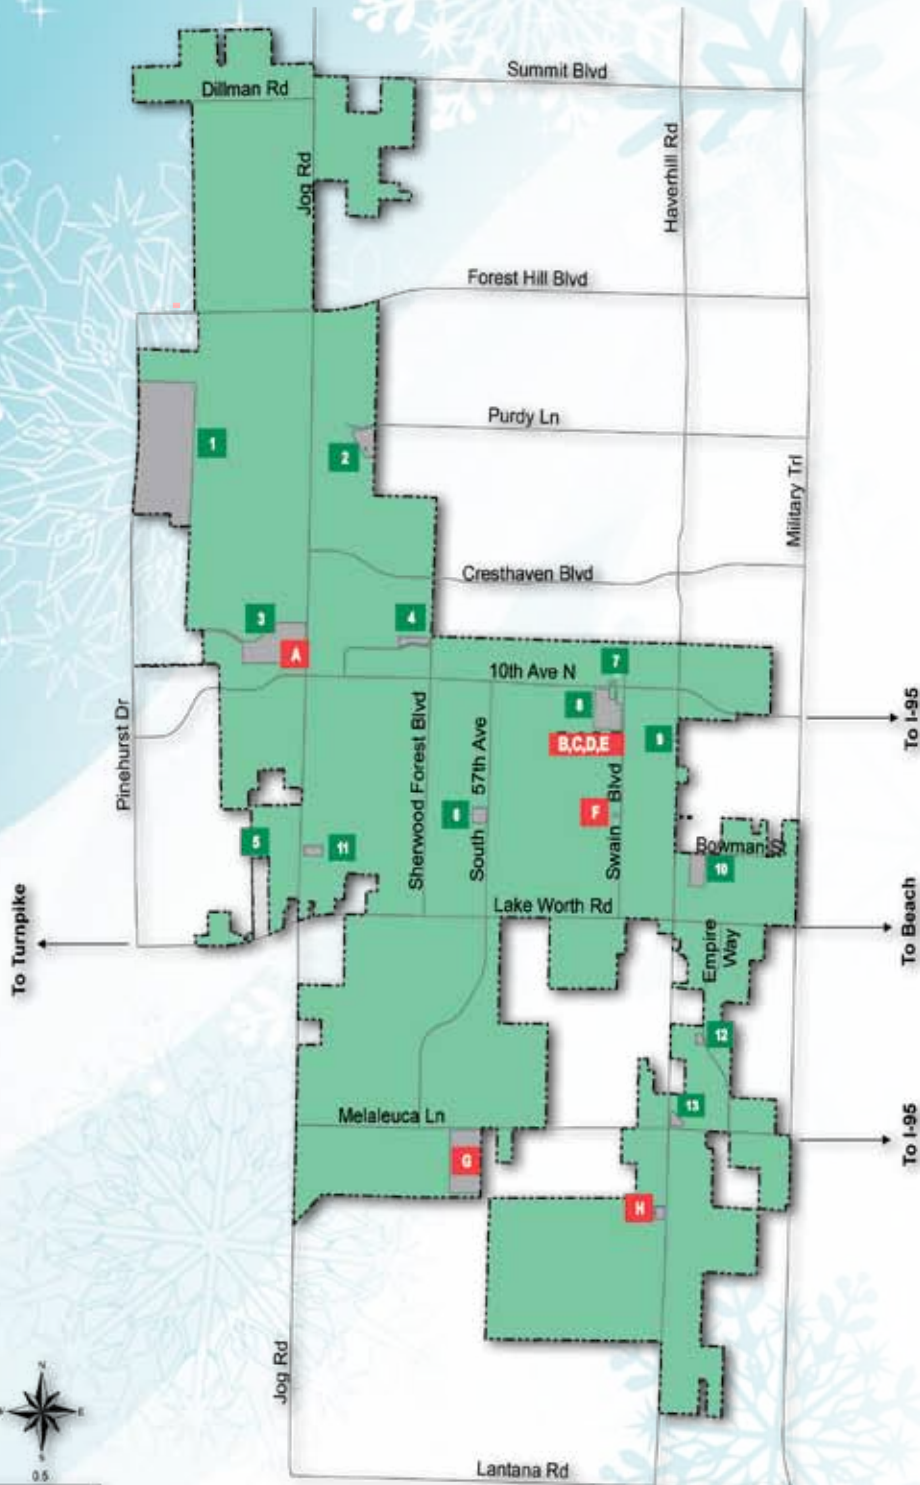 Summit Blvd
Dillman Rd
Jog Rd
Haverhill Rd
Forest Hill Blvd
Purdy Ln
1
2
Military Trl
Cresthaven Blvd
3
4
A
7
10th Ave N
8
B,C,D,E
9
To I-95
Pinehurst Dr
Sherwood Forest Blvd
South 57th Ave
6
F
Swain Blvd
5
11
Bowman St
10
Lake Worth Rd
To Turnpike
Empire Way
To Beach
12
13
Melaleuca Ln
To I-95
G
H
Jog Rd
N
E
S
0.5
Lantana Rd